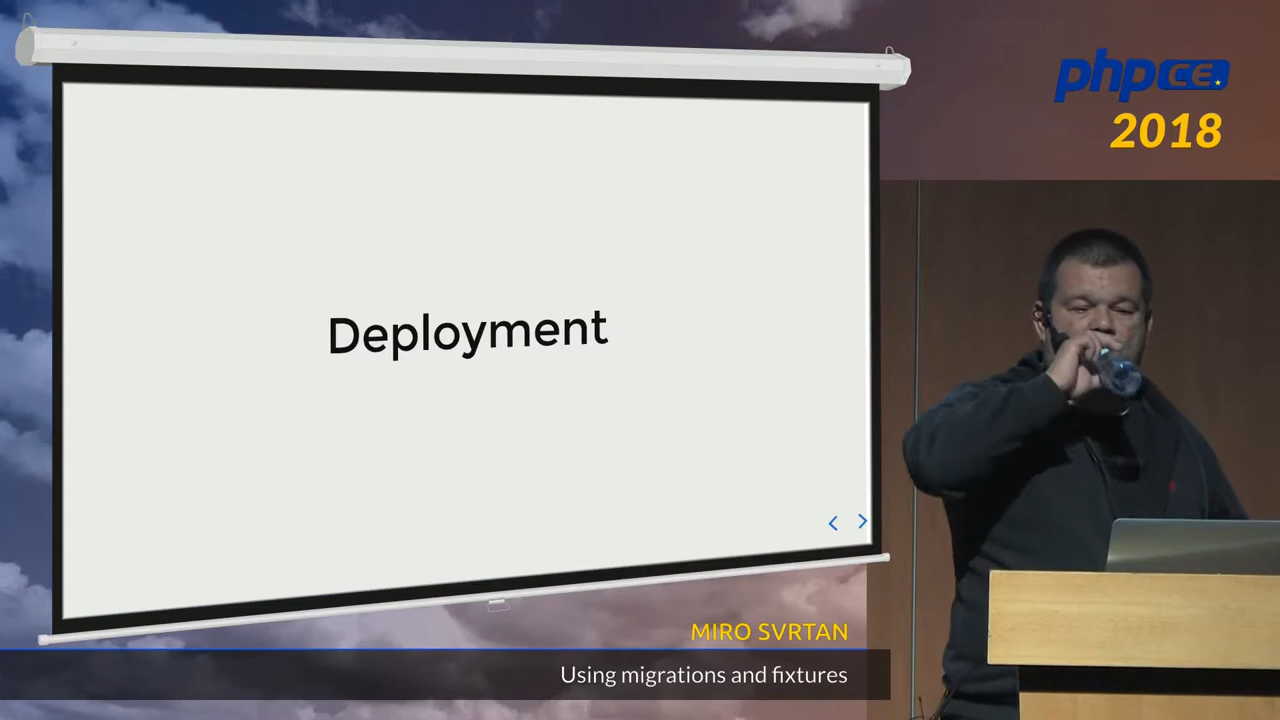 phpCE
2018
Deployment
MIRO SVRTAN
Using migrations and fixtures